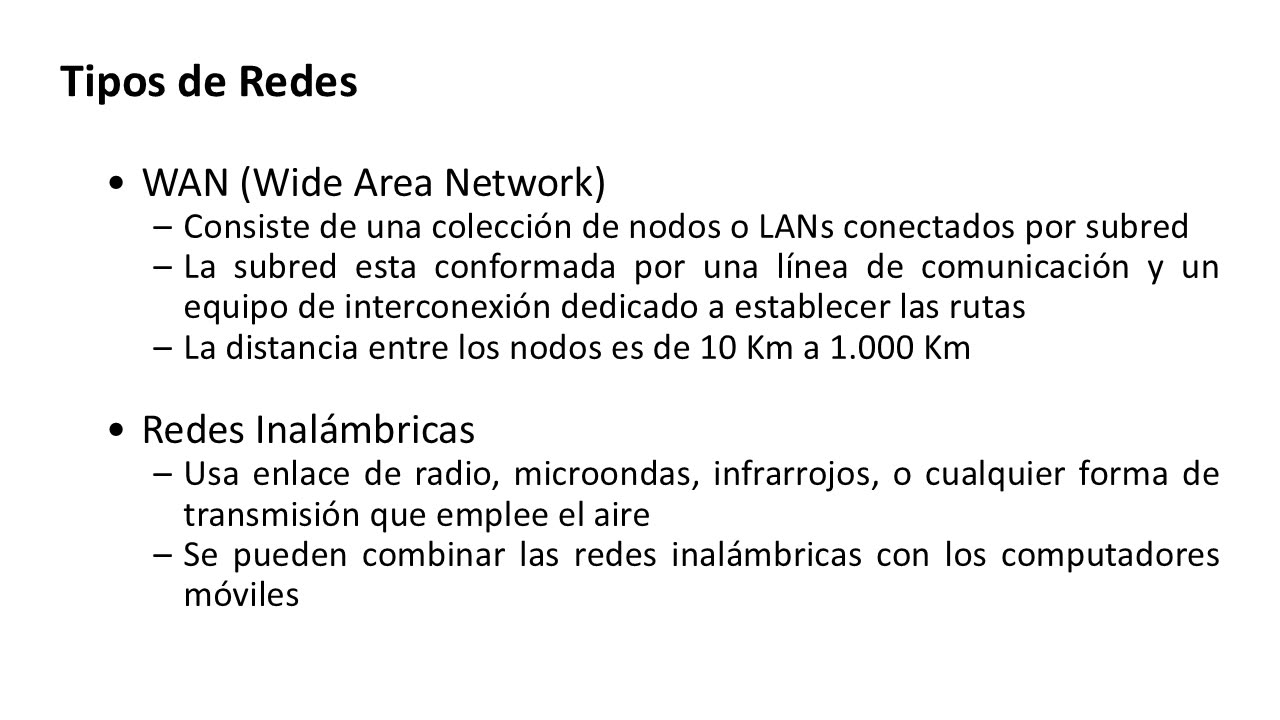 Tipos de Redes
• WAN (Wide Area Network)
– Consiste de una colección de nodos o LANs conectados por subred
– La subred esta conformada por una línea de comunicación y un
equipo de interconexión dedicado a establecer las rutas
– La distancia entre los nodos es de 10 Km a 1.000 Km
• Redes Inalámbricas
– Usa enlace de radio, microondas, infrarrojos, o cualquier forma de
transmisión que emplee el aire
– Se pueden combinar las redes inalámbricas con los computadores
móviles